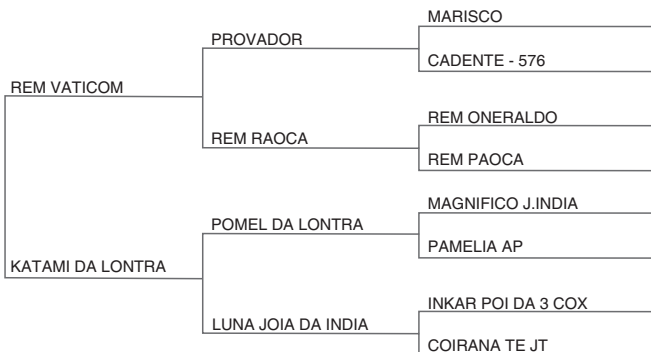 MARISCO
PROVADOR
CADENTE - 576
REM VATICOM
REM ONERALDO
REM RAOCA
REM PAOCA
MAGNIFICO J.INDIA
POMEL DA LONTRA
PAMELIA AP
KATAMI DA LONTRA
INKAR POI DA 3 COX
LUNA JOIA DA INDIA
COIRANA TE JT